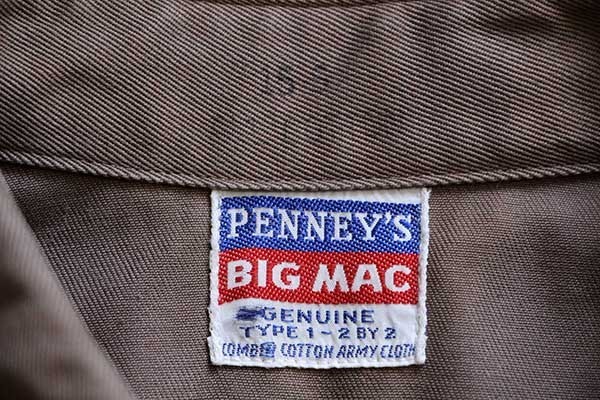 PENNEY'S
BIG MAC
GENUINE
TYPE 1-2 BY 2
COMBED COTTON ARMY CLOTH